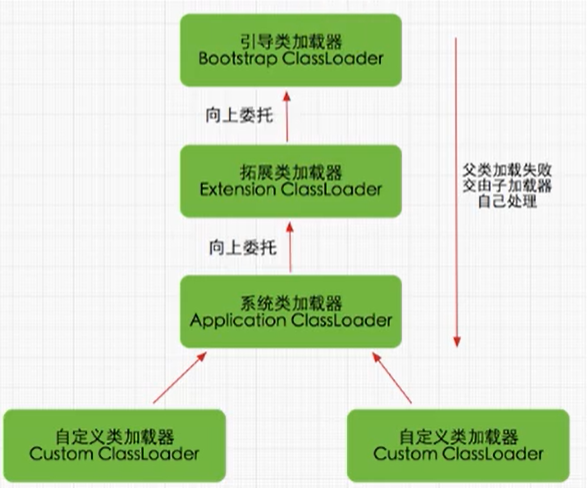 引导类加载器
Bootstrap ClassLoader
向上委托
拓展类加载器
Extension ClassLoader
父类加载失败
交由子加载器
自己处理
向上委托
系统类加载器
Application ClassLoader
自定义类加载器
Custom ClassLoader
自定义类加载器
Custom ClassLoader